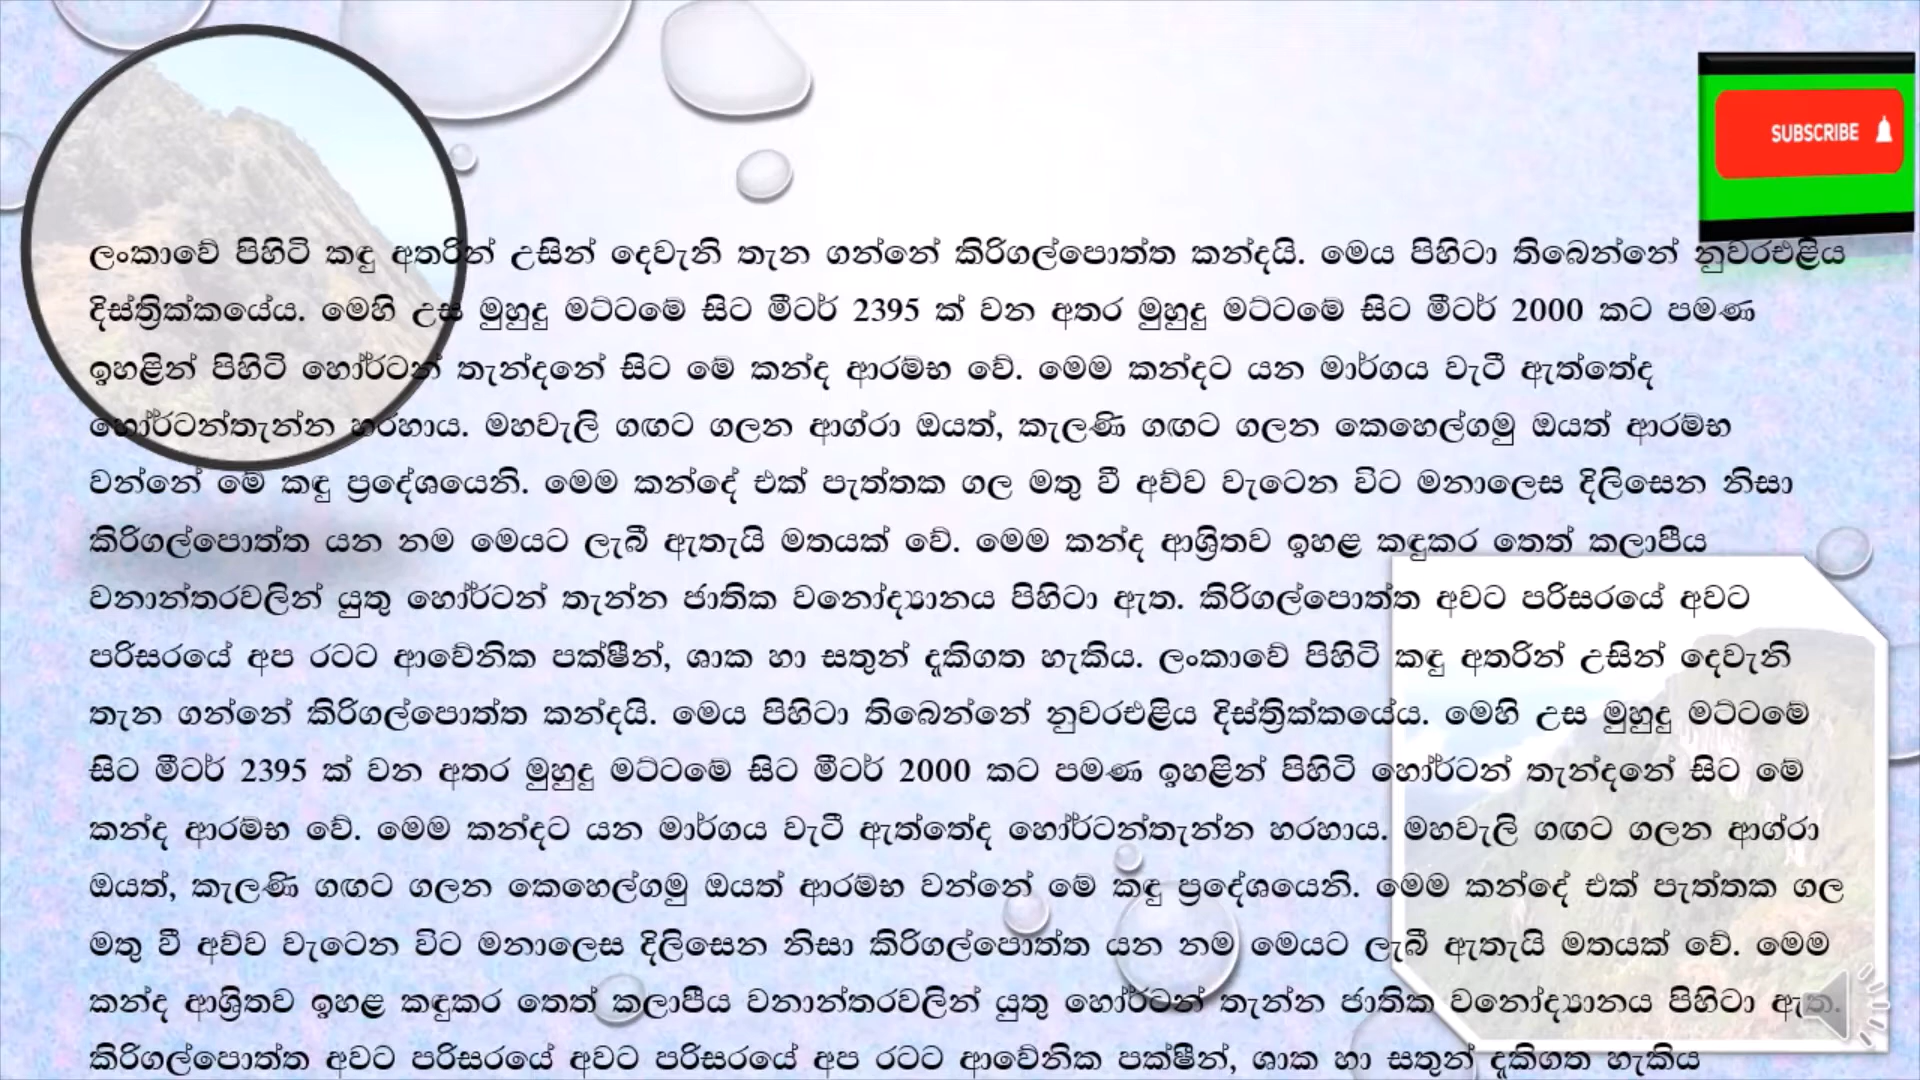 SUBSCRIBE
ලංකාවේ පිහිටි කඳු අතරින් උසින් දෙවැනි තැන ගන්නේ කිරිගල්පොත්ත කන්දයි. මෙය පිහිටා තිබෙන්නේ නුවරඑළිය
දිස්ත්‍රික්කයේය. මෙහි උස මුහුදු මට්ටමේ සිට මීටර් 2395 ක් වන අතර මුහුදු මට්ටමේ සිට මීටර් 2000 කට පමණ
ඉහළින් පිහිටි හෝර්ටන් තැන්දනේ සිට මේ කන්ද ආරම්භ වේ. මෙම කන්දට යන මාර්ගය වැටී ඇත්තේද
හෝර්ටන්තැන්න හරහාය. මහවැලි ගඟට ගලන ආග්රා ඔයත්, කැලණි ගඟට ගලන කෙහෙල්ගමු ඔයත් ආරම්භ
වන්නේ මේ කඳු ප්‍රදේශයෙනි. මෙම කන්දේ එක් පැත්තක ගල මතු වී අව්ව වැටෙන විට මනාලෙස දිලිසෙන නිසා
කිරිගල්පොත්ත යන නම මෙයට ලැබී ඇතැයි මතයක් වේ. මෙම කන්ද ආශ්‍රිතව ඉහළ කඳුකර තෙත් කලාපීය
වනාන්තරවලින් යුතු හෝර්ටන් තැන්න ජාතික වනෝද්‍යානය පිහිටා ඇත. කිරිගල්පොත්ත අවට පරිසරයේ අවට
පරිසරයේ අප රටට ආවේනික පක්ෂීන්, ශාක හා සතුන් දැකිගත හැකිය. ලංකාවේ පිහිටි කඳු අතරින් උසින් දෙවැනි
තැන ගන්නේ කිරිගල්පොත්ත කන්දයි. මෙය පිහිටා තිබෙන්නේ නුවරඑළිය දිස්ත්‍රික්කයේය. මෙහි උස මුහුදු මට්ටමේ
සිට මීටර් 2395 ක් වන අතර මුහුදු මට්ටමේ සිට මීටර් 2000 කට පමණ ඉහළින් පිහිටි හෝර්ටන් තැන්දනේ සිට මේ
කන්ද ආරම්භ වේ. මෙම කන්දට යන මාර්ගය වැටී ඇත්තේද හෝර්ටන්තැන්න හරහාය. මහවැලි ගඟට ගලන ආග්රා
ඔයත්, කැලණි ගඟට ගලන කෙහෙල්ගමු ඔයත් ආරම්භ වන්නේ මේ කඳු ප්‍රදේශයෙනි. මෙම කන්දේ එක් පැත්තක ගල
මතු වී අව්ව වැටෙන විට මනාලෙස දිලිසෙන නිසා කිරිගල්පොත්ත යන නම මෙයට ලැබී ඇතැයි මතයක් වේ. මෙම
කන්ද ආශ්‍රිතව ඉහළ කඳුකර තෙත් කලාපීය වනාන්තරවලින් යුතු හෝර්ටන් තැන්න ජාතික වනෝද්‍යානය පිහිටා ඇත.
කිරිගල්පොත්ත අවට පරිසරයේ අවට පරිසරයේ අප රටට ආවේනික පක්ෂීන්, ශාක හා සතුන් දැකිගත හැකිය